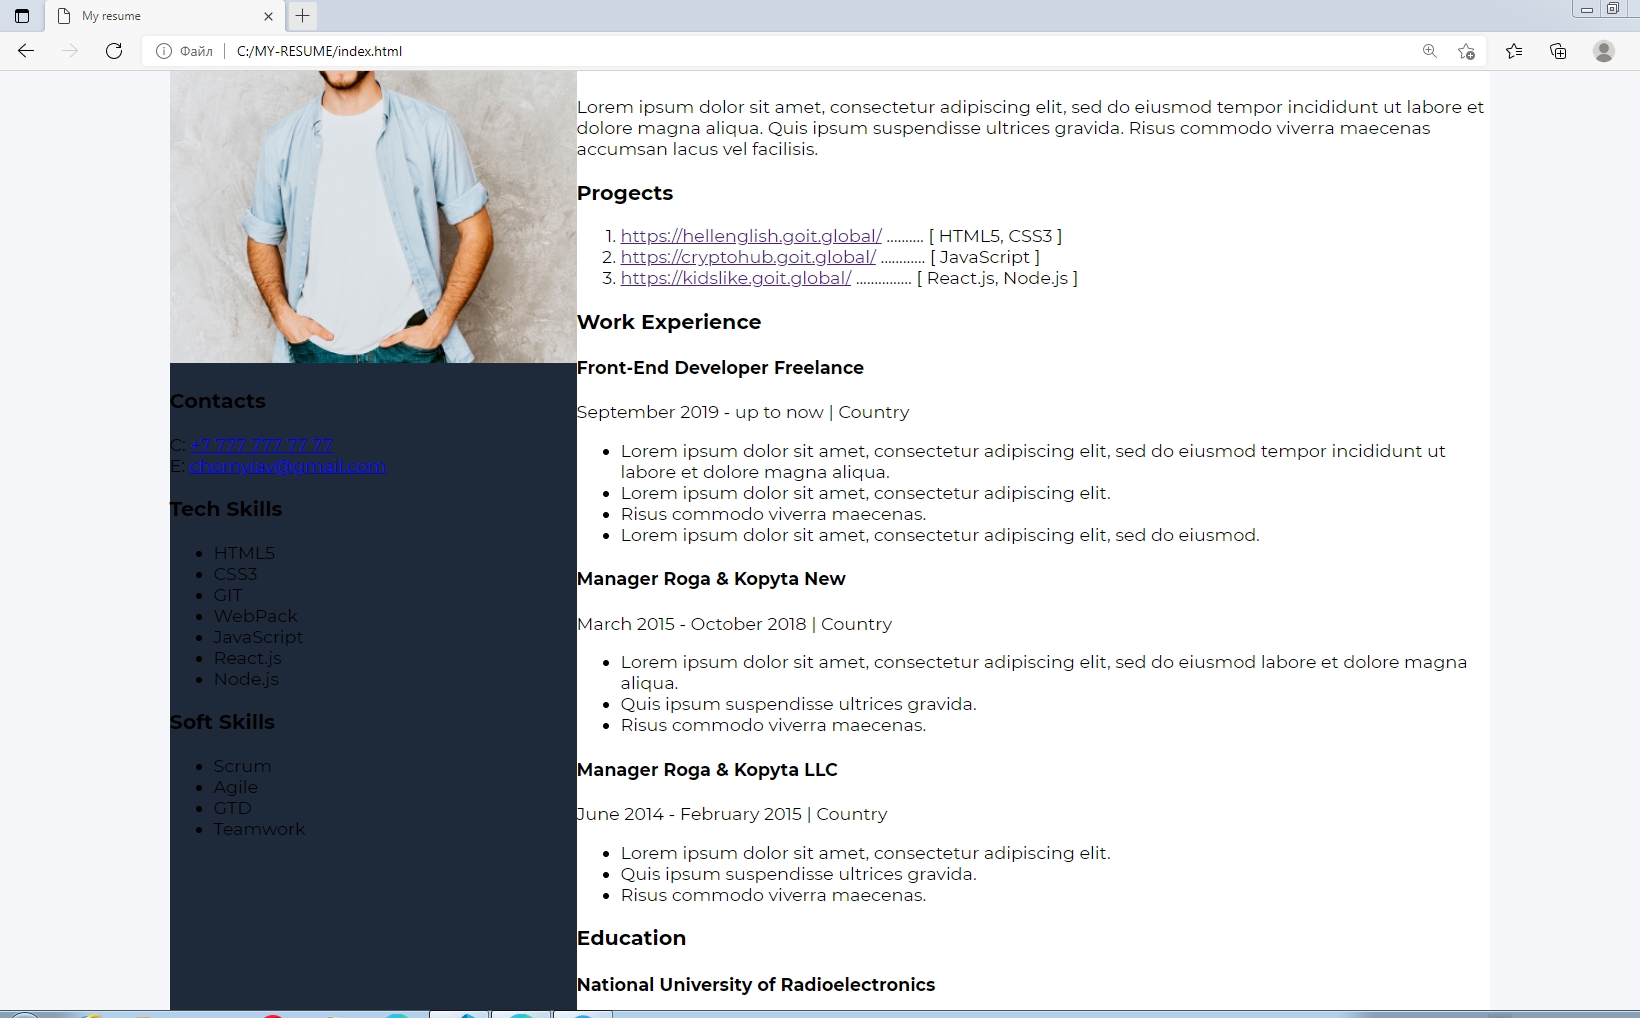 My resume
Файл
C:/MY-RESUME/index.html
Lorem ipsum dolor sit amet, consectetur adipiscing elit, sed do eiusmod tempor incididunt ut labore et
dolore magna aliqua. Quis ipsum suspendisse ultrices gravida. Risus commodo viverra maecenas
accumsan lacus vel facilisis.
Progects
1. https://hellenglish.goit.global/ .......... [ HTML5, CSS3 ]
2. https://cryptohub.goit.global/ ............ [ JavaScript ]
3. https://kidslike.goit.global/ ............... [ React.js, Node.js ]
Work Experience
Front-End Developer Freelance
September 2019 - up to now | Country
Lorem ipsum dolor sit amet, consectetur adipiscing elit, sed do eiusmod tempor incididunt ut
labore et dolore magna aliqua.
Lorem ipsum dolor sit amet, consectetur adipiscing elit.
Risus commodo viverra maecenas.
Lorem ipsum dolor sit amet, consectetur adipiscing elit, sed do eiusmod.
Manager Roga & Kopyta New
March 2015 - October 2018 | Country
Lorem ipsum dolor sit amet, consectetur adipiscing elit, sed do eiusmod labore et dolore magna
aliqua.
Quis ipsum suspendisse ultrices gravida.
Risus commodo viverra maecenas.
Manager Roga & Kopyta LLC
June 2014 - February 2015 | Country
Lorem ipsum dolor sit amet, consectetur adipiscing elit.
Quis ipsum suspendisse ultrices gravida.
Risus commodo viverra maecenas.
Education
National University of Radioelectronics
Contacts
C: +7 777 777 77 77
E: chornyiav@gmail.com
Tech Skills
HTML5
CSS3
GIT
WebPack
JavaScript
React.js
Node.js
Soft Skills
Scrum
Agile
GTD
Teamwork